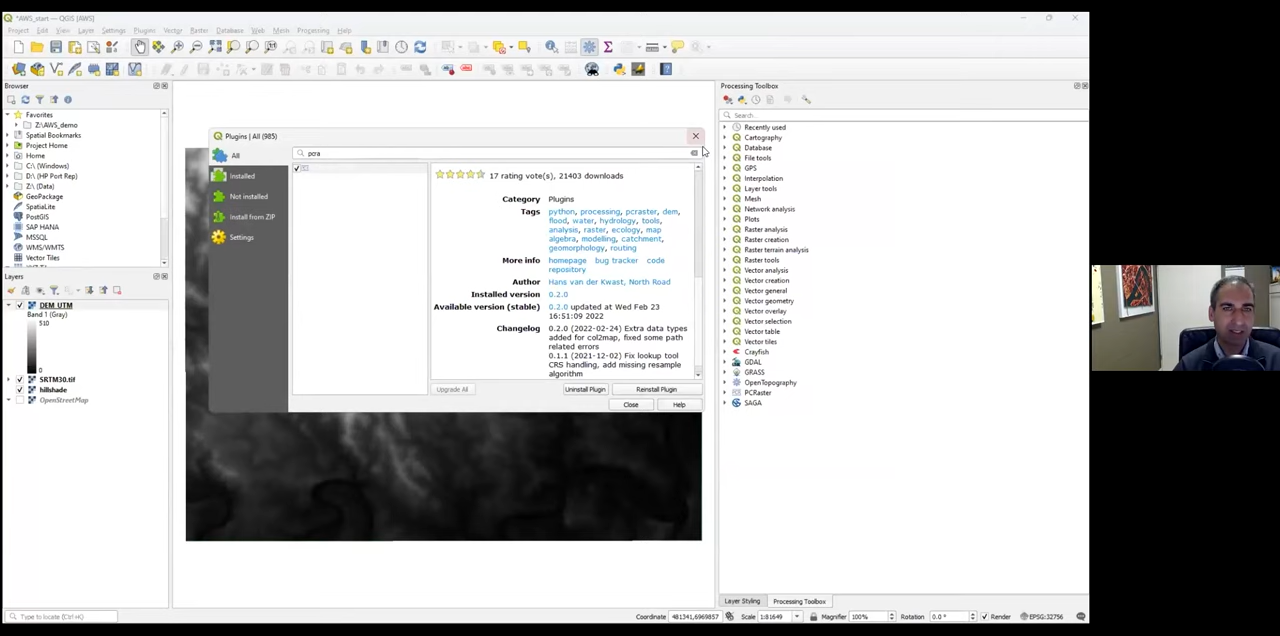 *AWS_start — QGIS [AWS]
Project Edit View Layer Settings Plugins Vector Raster Database Web Mesh Processing Help
Browser
Favorites
Z:\AWS_demo
Spatial Bookmarks
Project Home
Home
C:\ (Windows)
D:\ (HP Port Rep)
Z:\ (Data)
GeoPackage
SpatiaLite
PostGIS
SAP HANA
MSSQL
WMS/WMTS
Vector Tiles
Layers
DEM_UTM
Band 1 (Gray)
510
0
SRTM30.tif
hillshade
OpenStreetMap
Plugins | All (985)
All
Installed
Not installed
Install from ZIP
Settings
pcra
17 rating vote(s), 21403 downloads
Category Plugins
Tags python, processing, pcraster, dem,
flood, water, hydrology, tools,
analysis, raster, ecology, map
algebra, modelling, catchment,
geomorphology, routing
More info homepage bug tracker code
repository
Author Hans van der Kwast, North Road
Installed version 0.2.0
Available version (stable) 0.2.0 updated at Wed Feb 23
16:51:09 2022
Changelog 0.2.0 (2022-02-24) Extra data types
added for col2map, fixed some path
related errors
0.1.1 (2021-12-02) Fix lookup tool
CRS handling, add missing resample
algorithm
Upgrade All Uninstall Plugin Reinstall Plugin
Close Help
Processing Toolbox
Search...
Recently used
Cartography
Database
File tools
GPS
Interpolation
Layer tools
Mesh
Network analysis
Plots
Raster analysis
Raster creation
Raster terrain analysis
Raster tools
Vector analysis
Vector creation
Vector general
Vector geometry
Vector overlay
Vector selection
Vector table
Vector tiles
Crayfish
GDAL
GRASS
OpenTopography
PCRaster
SAGA
Layer Styling Processing Toolbox
Type to locate (Ctrl+K)
Coordinate 481341,6969857 Scale 1:81649 Magnifier 100% Rotation 0.0 ° Render EPSG:32756